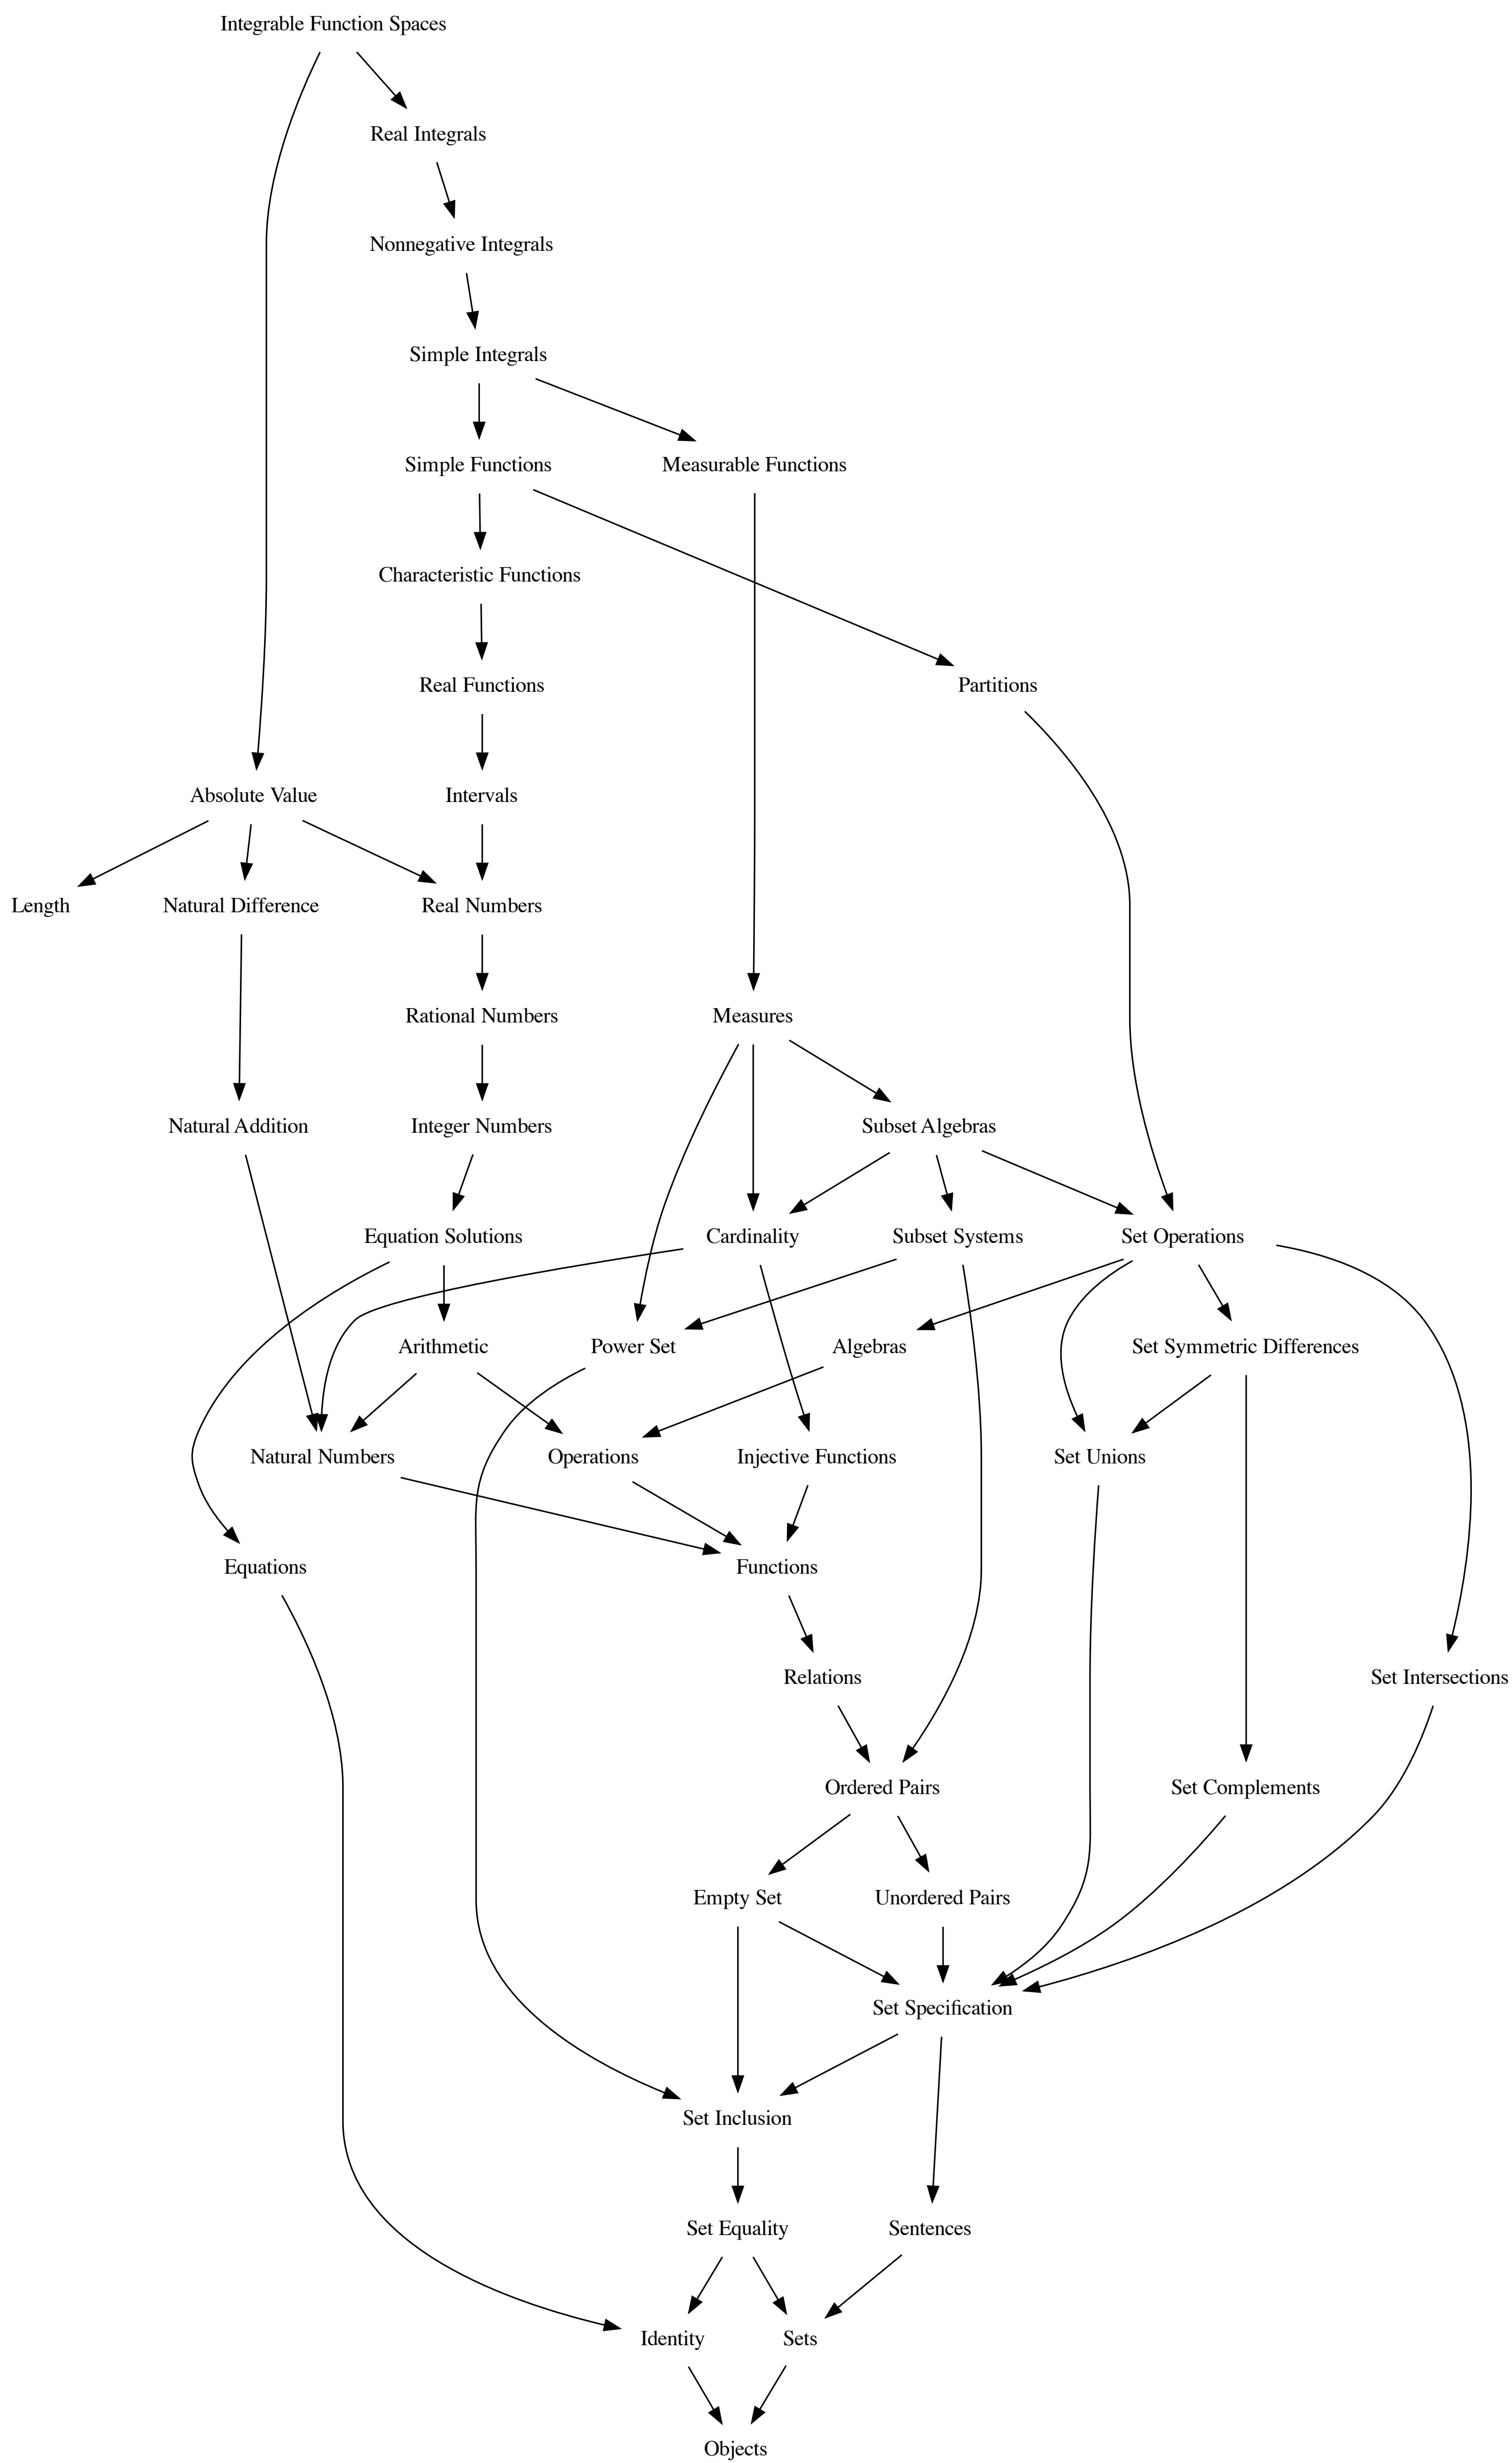 Integrable Function Spaces
Real Integrals
Nonnegative Integrals
Simple Integrals
Simple Functions
Measurable Functions
Characteristic Functions
Real Functions
Partitions
Absolute Value
Intervals
Length
Natural Difference
Real Numbers
Rational Numbers
Measures
Natural Addition
Integer Numbers
Subset Algebras
Equation Solutions
Cardinality
Subset Systems
Set Operations
Arithmetic
Power Set
Algebras
Set Symmetric Differences
Natural Numbers
Operations
Injective Functions
Set Unions
Equations
Functions
Relations
Set Intersections
Ordered Pairs
Set Complements
Empty Set
Unordered Pairs
Set Specification
Set Inclusion
Set Equality
Sentences
Identity
Sets
Objects